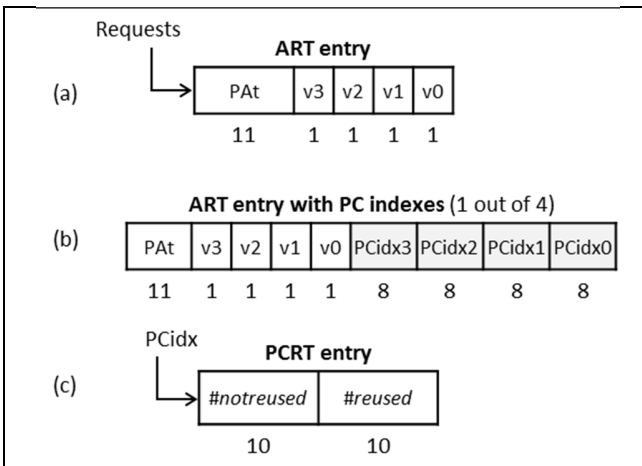 Requests
ART entry
(a)
PAt v3 v2 v1 v0
11 1 1 1 1
ART entry with PC indexes (1 out of 4)
(b)
PAt v3 v2 v1 v0 PCidx3 PCidx2 PCidx1 PCidx0
11 1 1 1 1 8 8 8 8
PCidx
PCRT entry
(c)
#notreused #reused
10 10